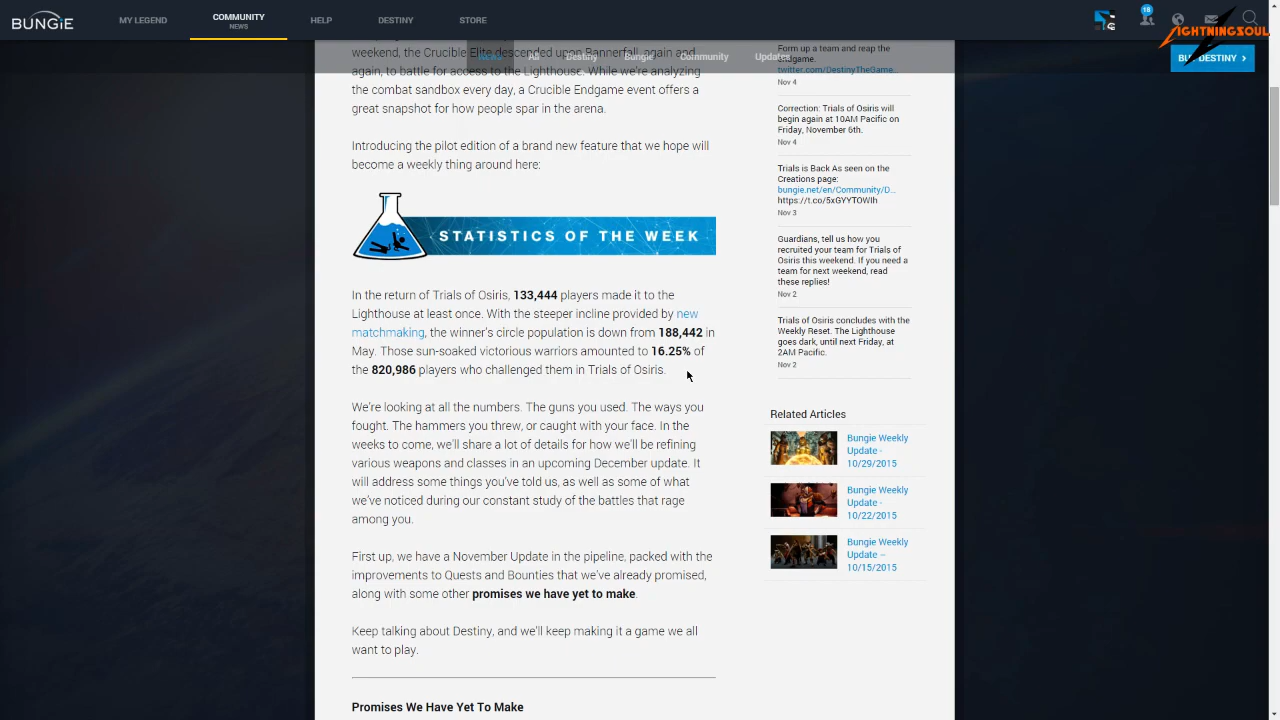 BUNGIE
MY LEGEND
COMMUNITY
NEWS
HELP
DESTINY
STORE
18
LIGHTNINGSOUL
News
All
Destiny
Bungie
Community
Updates
BUY DESTINY
weekend, the Crucible Elite descended upon Bannerfall, again and
again, to battle for access to the Lighthouse. While we're analyzing
the combat sandbox every day, a Crucible Endgame event offers a
great snapshot for how people spar in the arena.
Introducing the pilot edition of a brand new feature that we hope will
become a weekly thing around here:
STATISTICS OF THE WEEK
In the return of Trials of Osiris, 133,444 players made it to the
Lighthouse at least once. With the steeper incline provided by new
matchmaking, the winner's circle population is down from 188,442 in
May. Those sun-soaked victorious warriors amounted to 16.25% of
the 820,986 players who challenged them in Trials of Osiris.
We're looking at all the numbers. The guns you used. The ways you
fought. The hammers you threw, or caught with your face. In the
weeks to come, we'll share a lot of details for how we'll be refining
various weapons and classes in an upcoming December update. It
will address some things you've told us, as well as some of what
we've noticed during our constant study of the battles that rage
among you.
First up, we have a November Update in the pipeline, packed with the
improvements to Quests and Bounties that we've already promised,
along with some other promises we have yet to make.
Keep talking about Destiny, and we'll keep making it a game we all
want to play.
Promises We Have Yet To Make
Form up a team and reap the
endgame.
twitter.com/DestinyTheGame...
Nov 4
Correction: Trials of Osiris will
begin again at 10AM Pacific on
Friday, November 6th.
Nov 4
Trials is Back As seen on the
Creations page:
bungie.net/en/Community/D...
https://t.co/5xGYYTOWIh
Nov 3
Guardians, tell us how you
recruited your team for Trials of
Osiris this weekend. If you need a
team for next weekend, read
these replies!
Nov 2
Trials of Osiris concludes with the
Weekly Reset. The Lighthouse
goes dark, until next Friday, at
2AM Pacific.
Nov 2
Related Articles
Bungie Weekly
Update -
10/29/2015
Bungie Weekly
Update -
10/22/2015
Bungie Weekly
Update –
10/15/2015